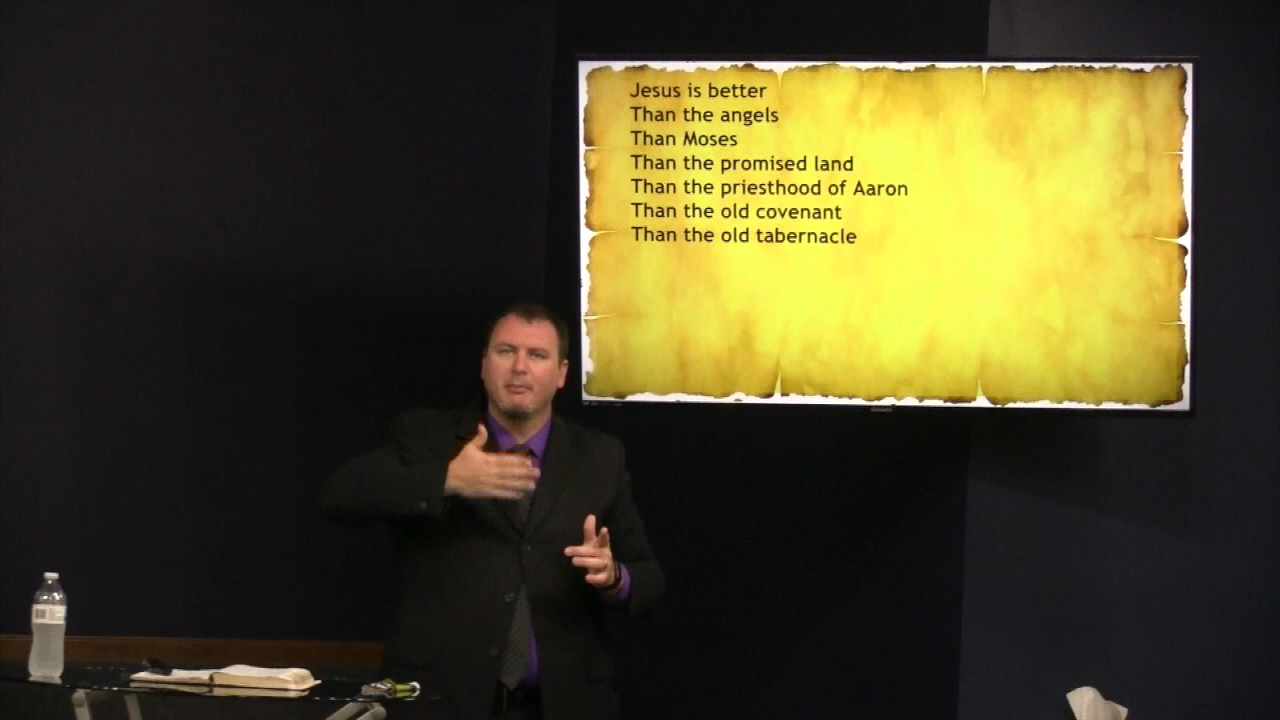 Jesus is better
Than the angels
Than Moses
Than the promised land
Than the priesthood of Aaron
Than the old covenant
Than the old tabernacle